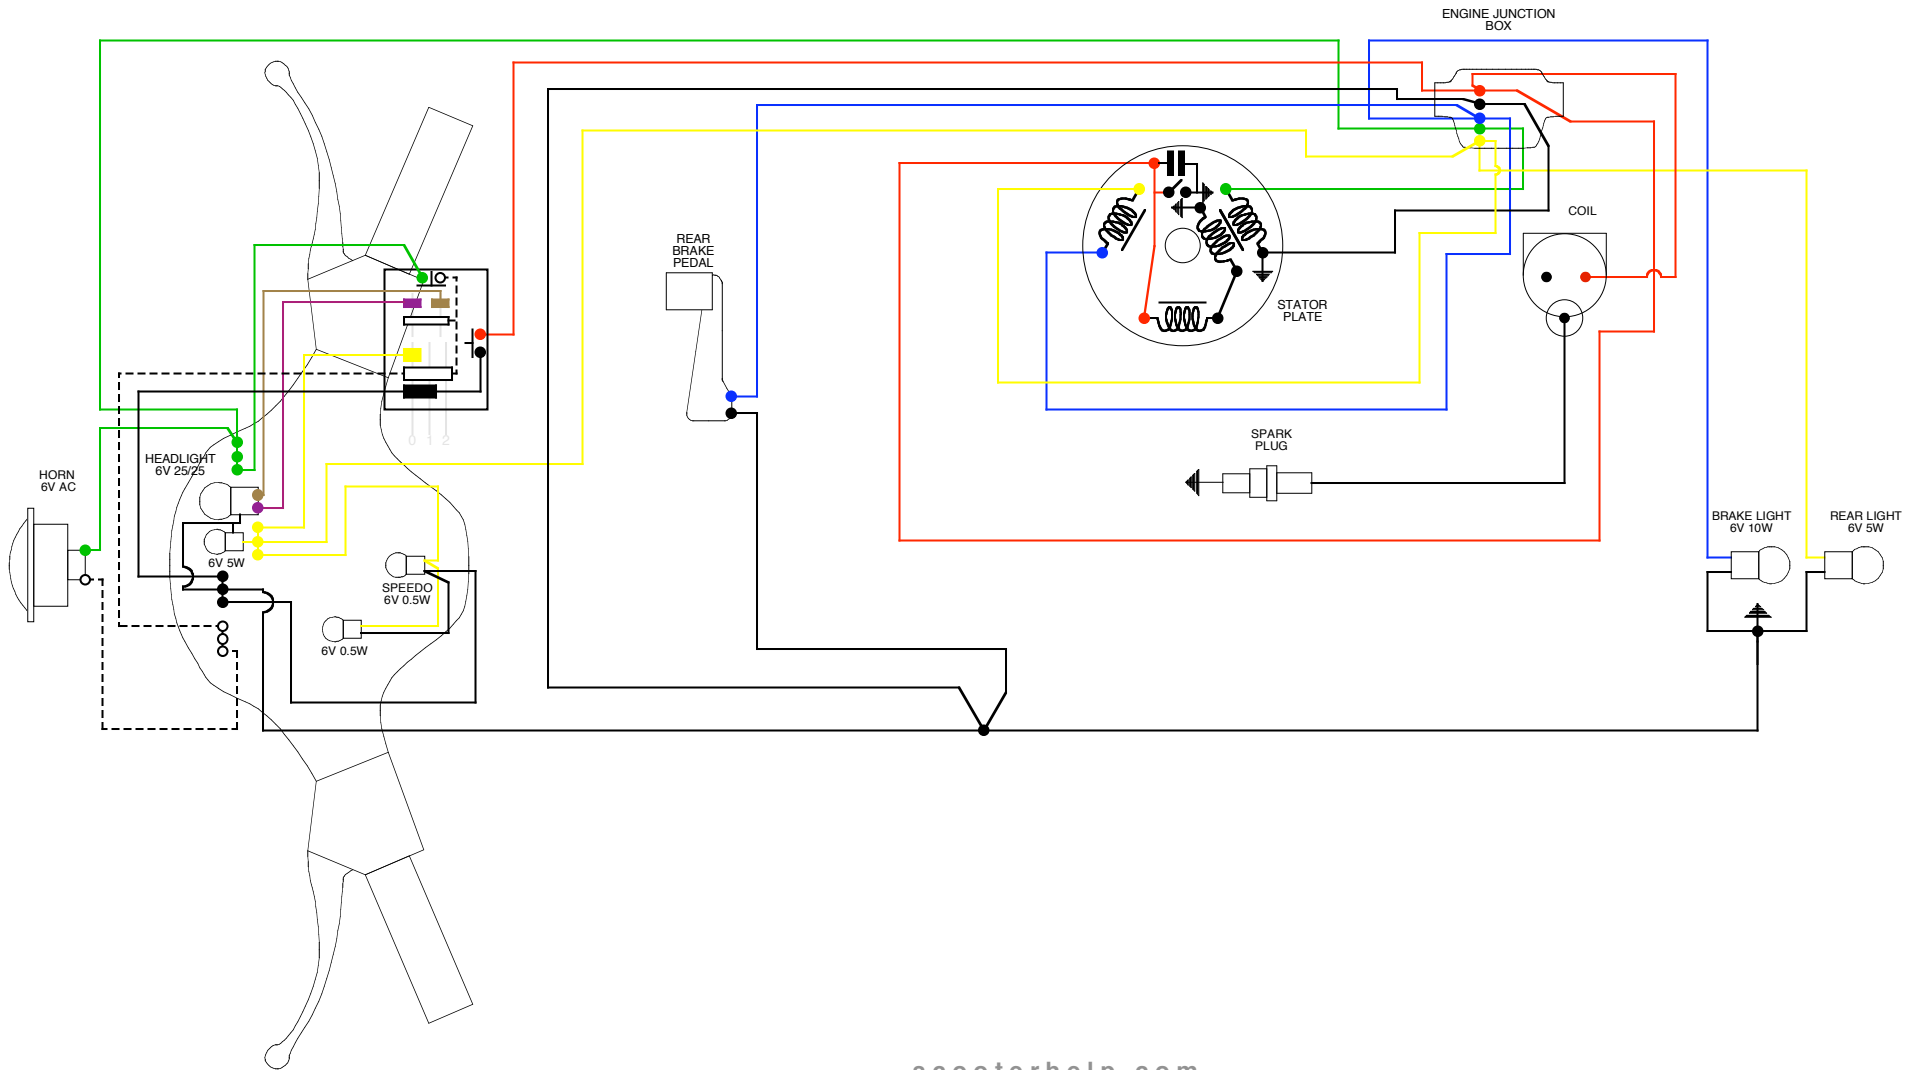 ENGINE JUNCTION
BOX
COIL
REAR
BRAKE
PEDAL
STATOR
PLATE
0 1 2
SPARK
PLUG
HEADLIGHT
6V 25/25
HORN
6V AC
BRAKE LIGHT
6V 10W
REAR LIGHT
6V 5W
6V 5W
SPEEDO
6V 0.5W
6V 0.5W
scooterhelp.com